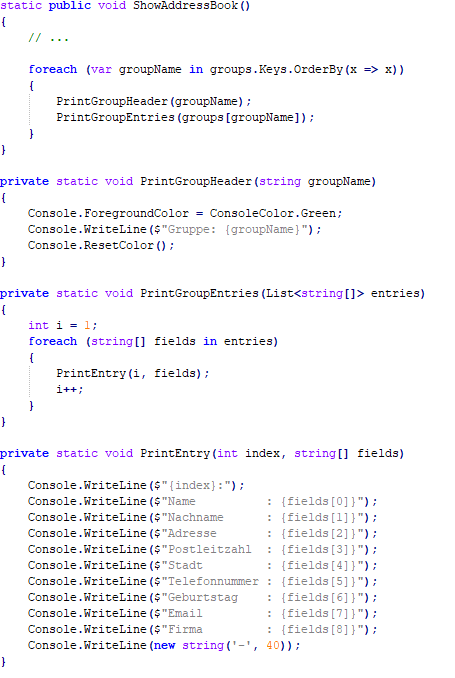 static public void ShowAddressBook()
{
    // ...

    foreach (var groupName in groups.Keys.OrderBy(x => x))
    {
        PrintGroupHeader(groupName);
        PrintGroupEntries(groups[groupName]);
    }
}

private static void PrintGroupHeader(string groupName)
{
    Console.ForegroundColor = ConsoleColor.Green;
    Console.WriteLine($"Gruppe: {groupName}");
    Console.ResetColor();
}

private static void PrintGroupEntries(List<string[]> entries)
{
    int i = 1;
    foreach (string[] fields in entries)
    {
        PrintEntry(i, fields);
        i++;
    }
}

private static void PrintEntry(int index, string[] fields)
{
    Console.WriteLine($"{index}:");
    Console.WriteLine($"Name          : {fields[0]}");
    Console.WriteLine($"Nachname      : {fields[1]}");
    Console.WriteLine($"Adresse       : {fields[2]}");
    Console.WriteLine($"Postleitzahl  : {fields[3]}");
    Console.WriteLine($"Stadt         : {fields[4]}");
    Console.WriteLine($"Telefonnummer : {fields[5]}");
    Console.WriteLine($"Geburtstag    : {fields[6]}");
    Console.WriteLine($"Email         : {fields[7]}");
    Console.WriteLine($"Firma         : {fields[8]}");
    Console.WriteLine(new string('-', 40));
}